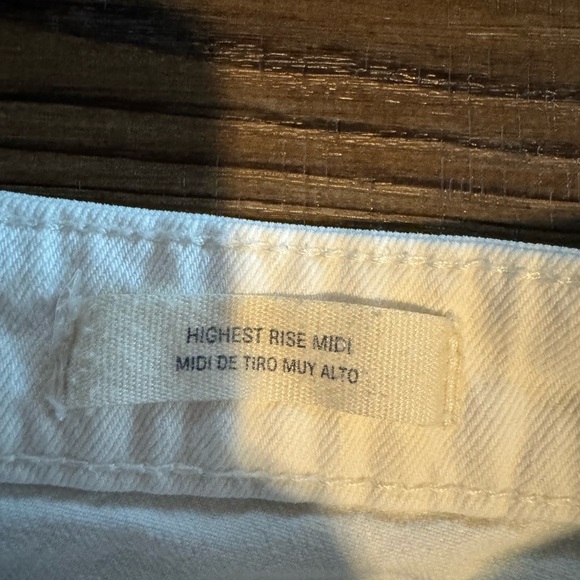 HIGHEST RISE MIDI
MIDI DE TIRO MUY ALTO